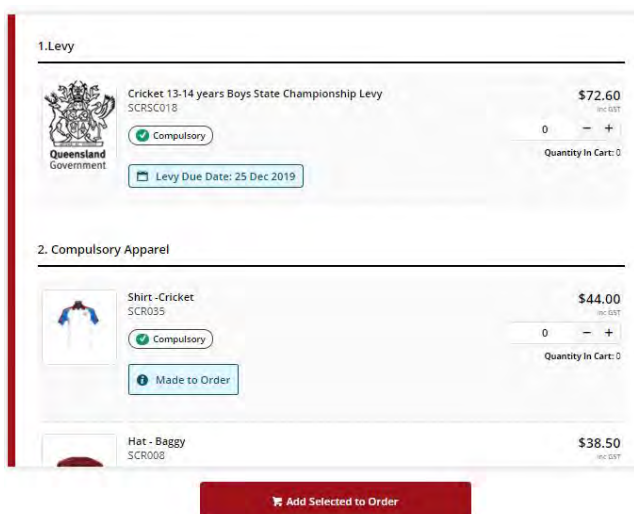 1.Levy
Cricket 13-14 years Boys State Championship Levy
SCRSC018
Compulsory
Levy Due Date: 25 Dec 2019
Queensland
Government
$72.60
inc GST
0 − +
Quantity In Cart: 0
2. Compulsory Apparel
Shirt -Cricket
SCR035
Compulsory
Made to Order
$44.00
inc GST
0 − +
Quantity In Cart: 0
Hat - Baggy
SCR008
$38.50
inc GST
Add Selected to Order